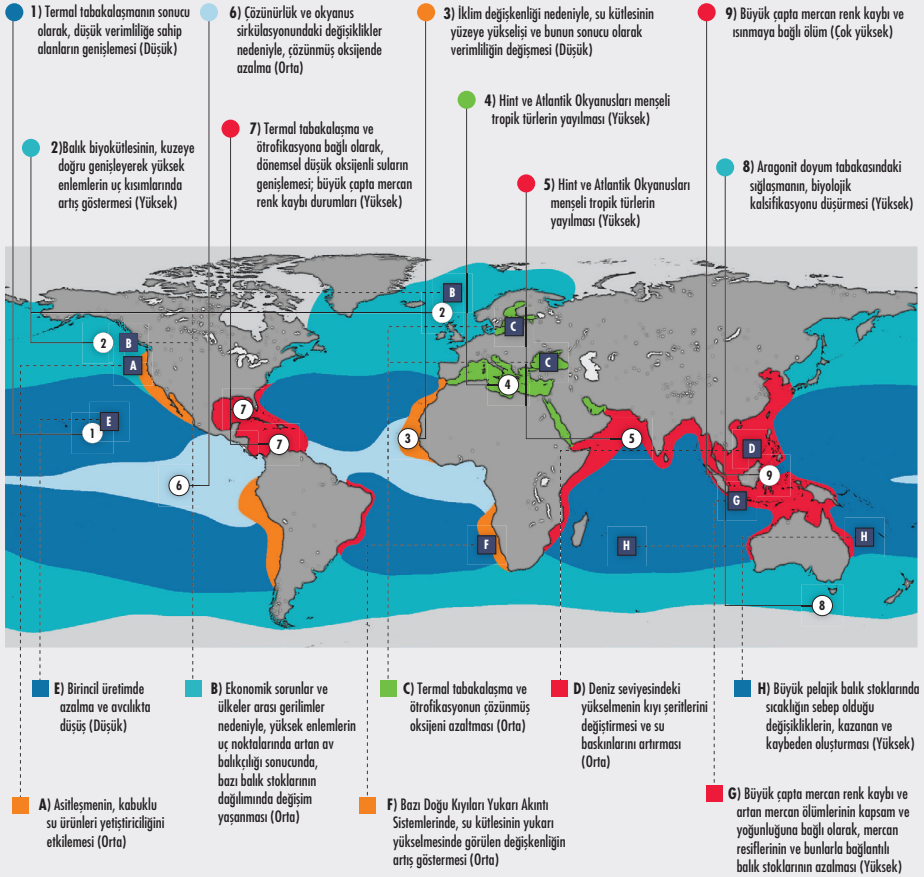 1) Termal tabakalaşmanın sonucu
olarak, düşük verimliliğe sahip
alanların genişlemesi (Düşük)
6) Çözünürlük ve okyanus
sirkülasyonundaki değişiklikler
nedeniyle, çözünmüş oksijende
azalma (Orta)
3) İklim değişkenliği nedeniyle, su kütlesinin
yüzeye yükselişi ve bunun sonucu olarak
verimliliğin değişmesi (Düşük)
9) Büyük çapta mercan renk kaybı ve
ısınmaya bağlı ölüm (Çok yüksek)
4) Hint ve Atlantik Okyanusları menşeli
tropik türlerin yayılması (Yüksek)
2)Balık biyokütlesinin, kuzeye
doğru genişleyerek yüksek
enlemlerin uç kısımlarında
artış göstermesi (Yüksek)
7) Termal tabakalaşma ve
ötrofikasyona bağlı olarak,
dönemsel düşük oksijenli suların
genişlemesi; büyük çapta mercan
renk kaybı durumları (Yüksek)
5) Hint ve Atlantik Okyanusları
menşeli tropik türlerin
yayılması (Yüksek)
8) Aragonit doyum tabakasındaki
sığlaşmanın, biyolojik
kalsifikasyonu düşürmesi (Yüksek)
B
2
C
2
B
A
C
4
E
1
7
7
3
5
D
9
6
G
F
H
H
8
E) Birincil üretimde
azalma ve avcılıkta
düşüş (Düşük)
B) Ekonomik sorunlar ve
ülkeler arası gerilimler
nedeniyle, yüksek enlemlerin
uç noktalarında artan av
balıkçılığı sonucunda,
bazı balık stoklarının
dağılımında değişim
yaşanması (Orta)
C) Termal tabakalaşma ve
ötrofikasyonun çözünmüş
oksijeni azaltması (Orta)
D) Deniz seviyesindeki
yükselmenin kıyı şeritlerini
değiştirmesi ve su
baskınlarını artırması
(Orta)
H) Büyük pelajik balık stoklarında
sıcaklığın sebep olduğu
değişikliklerin, kazanan ve
kaybeden oluşturması (Yüksek)
A) Asitleşmenin, kabuklu
su ürünleri yetiştiriciliğini
etkilemesi (Orta)
F) Bazı Doğu Kıyıları Yukarı Akıntı
Sistemlerinde, su kütlesinin yukarı
yükselmesinde görülen değişkenliğin
artış göstermesi (Orta)
G) Büyük çapta mercan renk kaybı ve
artan mercan ölümlerinin kapsam ve
yoğunluğuna bağlı olarak, mercan
resiflerinin ve bunlarla bağlantılı
balık stoklarının azalması (Yüksek)